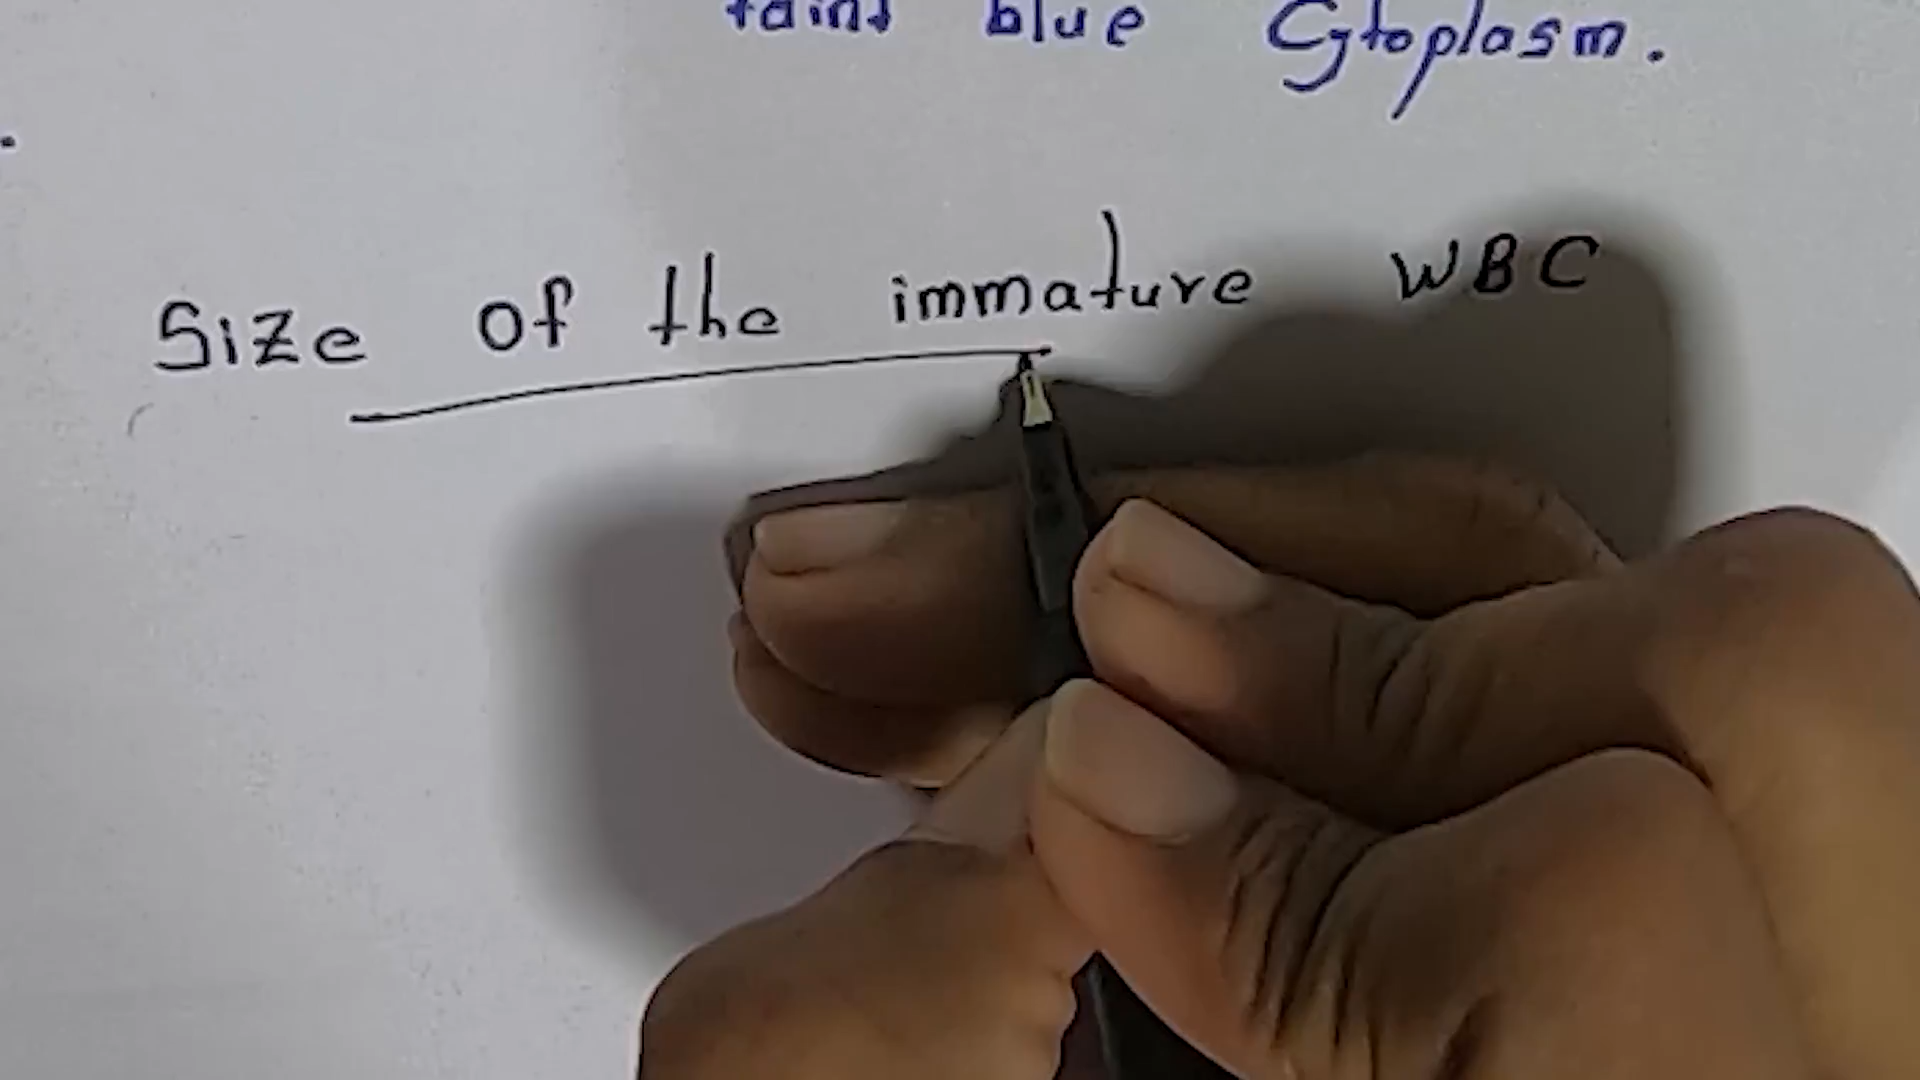 faint blue Cytoplasm.
Size of the immature WBC